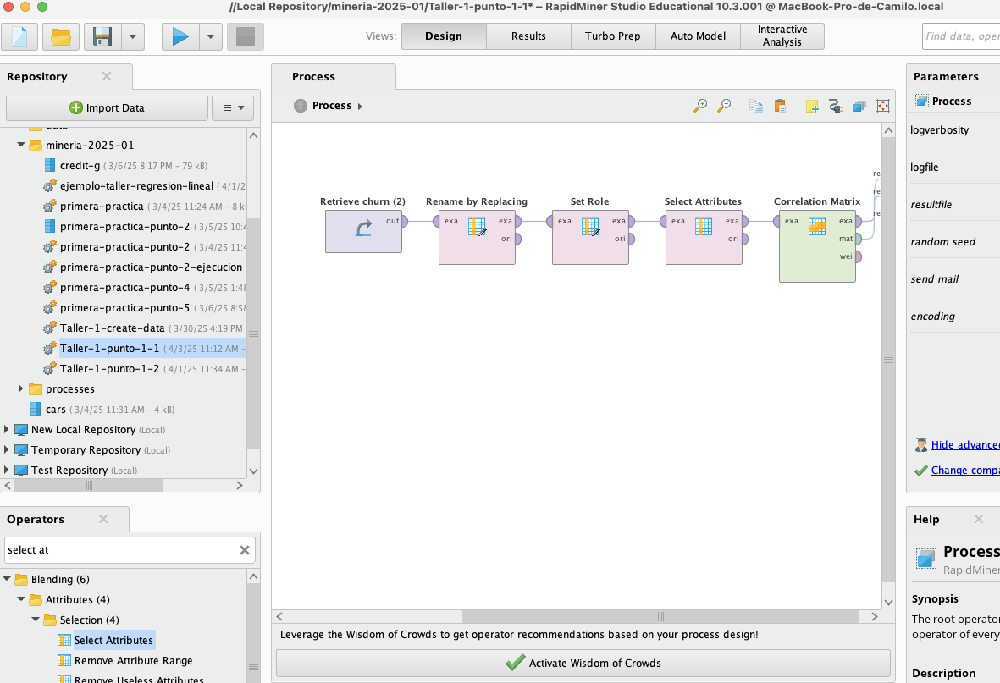 //Local Repository/mineria-2025-01/Taller-1-punto-1-1* – RapidMiner Studio Educational 10.3.001 @ MacBook-Pro-de-Camilo.local
Views:
Design
Results
Turbo Prep
Auto Model
Interactive
Analysis
Find data, oper
Repository
Import Data
mineria-2025-01
credit-g ( 3/6/25 8:17 PM – 79 kB)
ejemplo-taller-regresion-lineal ( 4/1/2
primera-practica ( 3/4/25 11:24 AM – 8 kl
primera-practica-punto-2 ( 3/5/25 10:4
primera-practica-punto-2 ( 3/4/25 11:4
primera-practica-punto-2-ejecucion
primera-practica-punto-4 ( 3/5/25 1:48
primera-practica-punto-5 ( 3/6/25 8:58
Taller-1-create-data ( 3/30/25 4:19 PM
Taller-1-punto-1-1 ( 4/3/25 11:12 AM –
Taller-1-punto-1-2 ( 4/1/25 11:34 AM –
processes
cars ( 3/4/25 11:31 AM – 4 kB)
New Local Repository (Local)
Temporary Repository (Local)
Test Repository (Local)
Operators
select at
Blending (6)
Attributes (4)
Selection (4)
Select Attributes
Remove Attribute Range
Remove Useless Attributes
Process
Process
Retrieve churn (2)
out
Rename by Replacing
exa
exa
ori
Set Role
exa
exa
ori
Select Attributes
exa
exa
ori
Correlation Matrix
exa
exa
mat
wei
res
res
res
Leverage the Wisdom of Crowds to get operator recommendations based on your process design!
Activate Wisdom of Crowds
Parameters
Process
logverbosity
logfile
resultfile
random seed
send mail
encoding
Hide advanced
Change compa
Help
Process
RapidMiner
Synopsis
The root operator
operator of every
Description